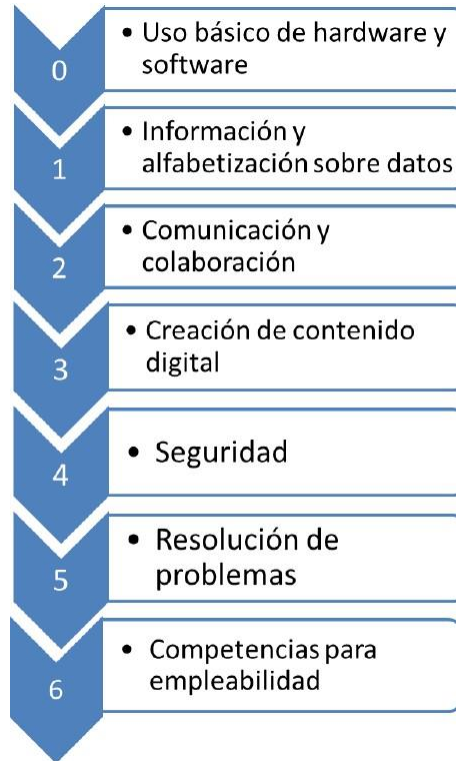 0
• Uso básico de hardware y
software
1
• Información y
alfabetización sobre datos
2
• Comunicación y
colaboración
3
• Creación de contenido
digital
4
• Seguridad
5
• Resolución de
problemas
6
• Competencias para
empleabilidad